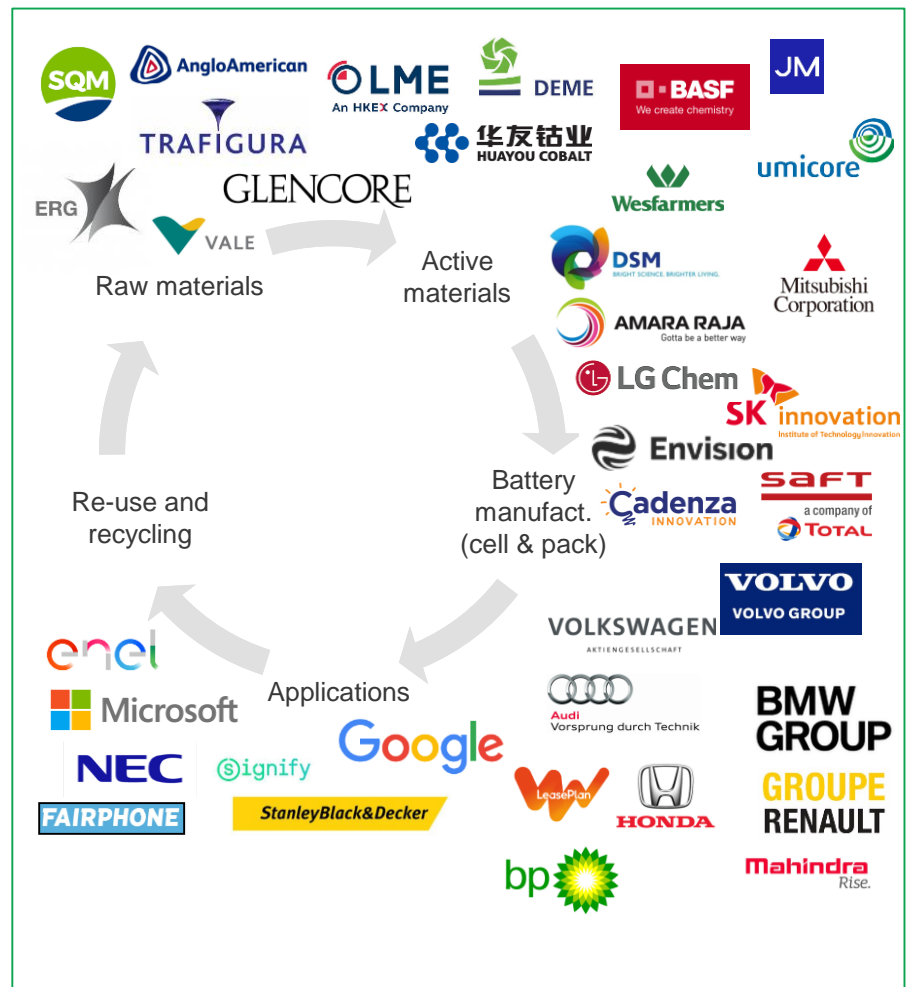 SQM
AngloAmerican
OLME
An HKEX Company
DEME
BASF
We create chemistry
JM
TRAFIGURA
华友钴业
HUAYOU COBALT
umicore
ERG
GLENCORE
Wesfarmers
VALE
Raw materials
Active
materials
DSM
BRIGHT SCIENCE. BRIGHTER LIVING.
Mitsubishi
Corporation
AMARA RAJA
Gotta be a better way
LG
LG Chem
SK innovation
Institute of Technology Innovation
Envision
Re-use and
recycling
Battery
manufact.
(cell & pack)
Cadenza
INNOVATION
SAFT
a company of
TOTAL
VOLVO
VOLVO GROUP
VOLKSWAGEN
AKTIENGESELLSCHAFT
enel
Applications
Microsoft
Audi
Vorsprung durch Technik
BMW
GROUP
Google
NEC
Signify
LeasePlan
HONDA
GROUPE
RENAULT
FAIRPHONE
StanleyBlack&Decker
bp
Mahindra
Rise.